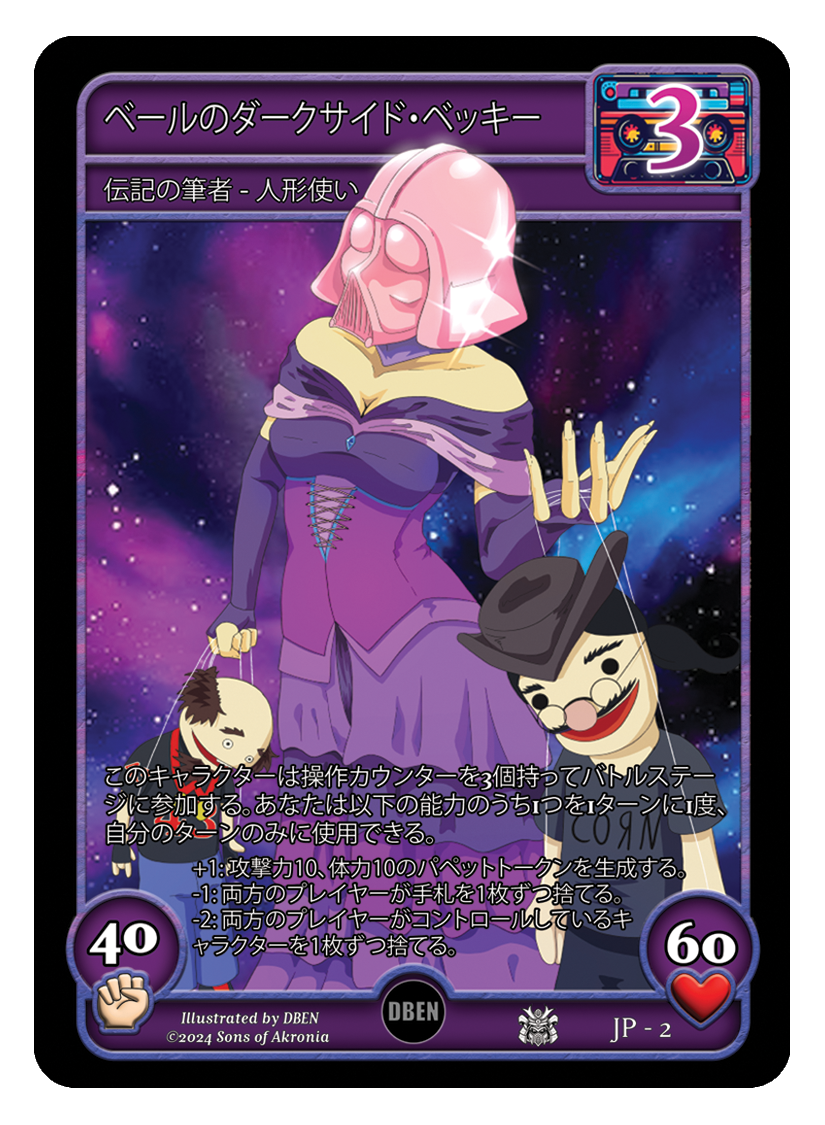 ベールのダークサイド・ベッキー
3
伝記の筆者 - 人形使い
このキャラクターは操作カウンターを3個持ってバトルステー
ジに参加する。あなたは以下の能力のうち1つを1ターンに1度、
自分のターンのみに使用できる。
COЯN
+1: 攻撃力10、体力10のパペットトークンを生成する。
-1: 両方のプレイヤーが手札を1枚ずつ捨てる。
-2: 両方のプレイヤーがコントロールしているキ
ャラクターを1枚ずつ捨てる。
40
60
Illustrated by DBEN
©2024 Sons of Akronia
DBEN
JP - 2